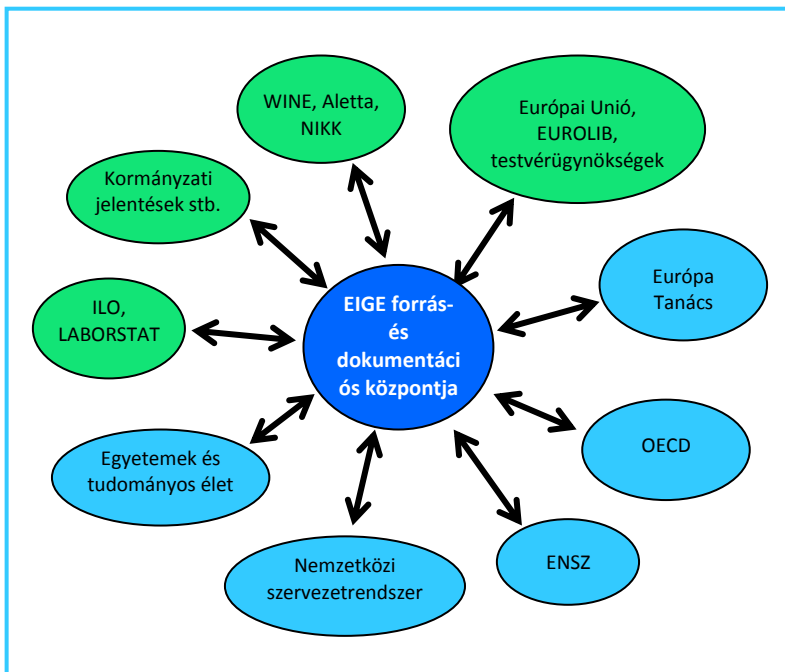 WINE, Aletta,
NIKK
Európai Unió,
EUROLIB,
testvérügynökségek
Kormányzati
jelentések stb.
Európa
Tanács
ILO,
LABORSTAT
EIGE forrás-
és
dokumentáci
ós központja
OECD
Egyetemek és
tudományos élet
Nemzetközi
szervezetrendszer
ENSZ